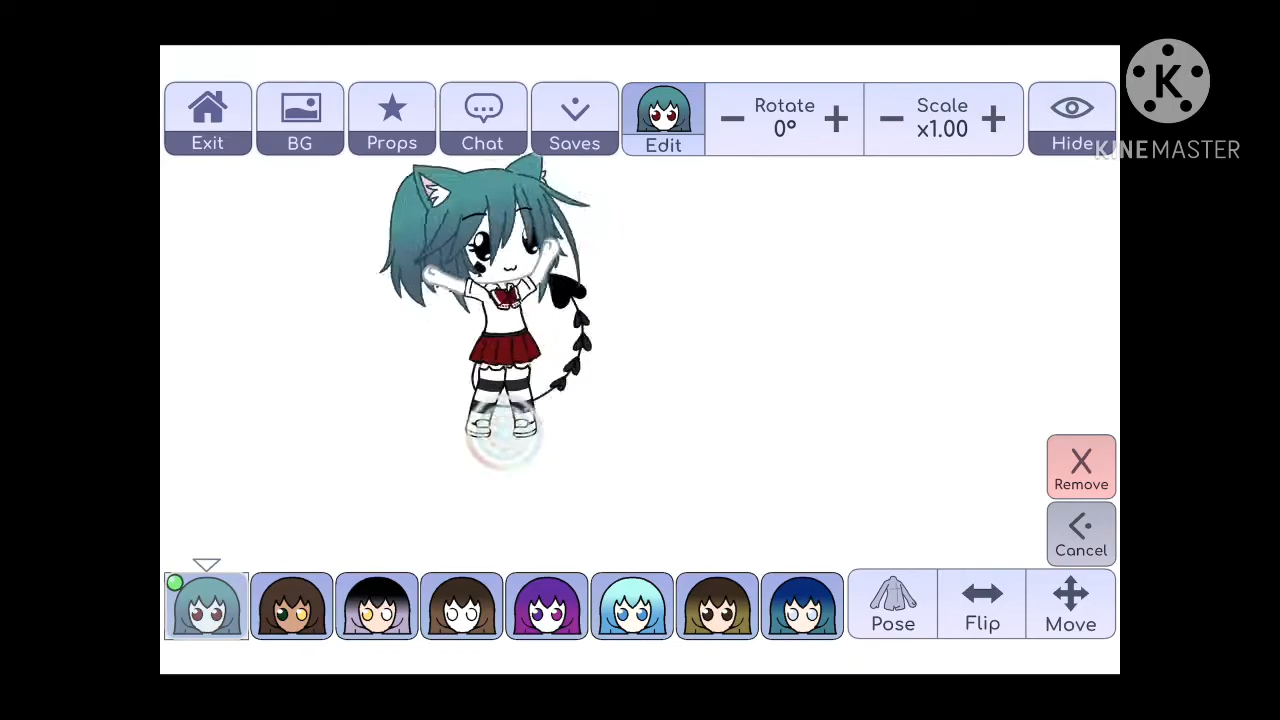 Exit
BG
Props
Chat
Saves
Edit
Rotate
0°
Scale
x1.00
Hide
K
KINEMASTER
X
Remove
Cancel
Pose
Flip
Move